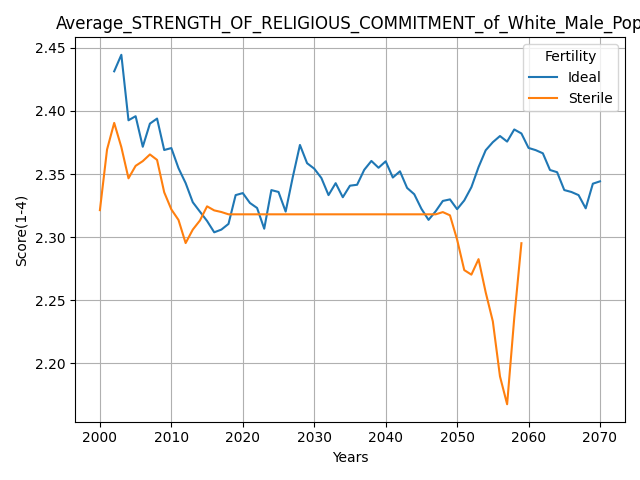 Average_STRENGTH_OF_RELIGIOUS_COMMITMENT_of_White_Male_Pop
Fertility
Ideal
Sterile
Score(1-4)
2.45
2.40
2.35
2.30
2.25
2.20
2000 2010 2020 2030 2040 2050 2060 2070
Years